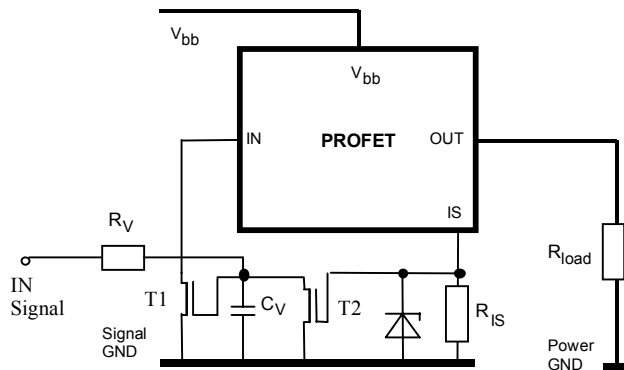 V_bb
V_bb
IN
PROFET
OUT
IS
R_V
R_load
IN
Signal
T1
C_V
T2
R_IS
Signal
GND
Power
GND